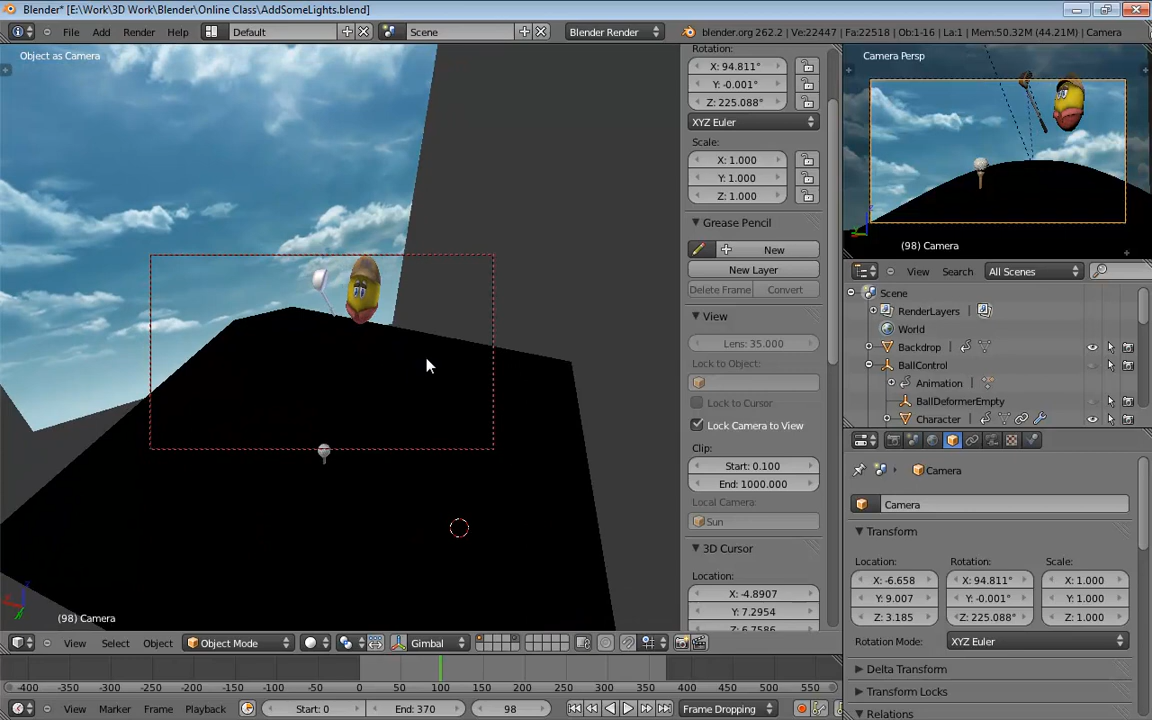 Blender* [E:\Work\3D Work\Blender\Online Class\AddSomeLights.blend]
File Add Render Help Default Scene Blender Render blender.org 262.2 | Ve:22447 | Fa:22518 | Ob:1-16 | La:1 | Mem:50.32M (44.21M) | Camera
Object as Camera
(98) Camera
Rotation:
X: 94.811°
Y: -0.001°
Z: 225.088°
XYZ Euler
Scale:
X: 1.000
Y: 1.000
Z: 1.000
Grease Pencil
New
New Layer
Delete Frame Convert
View
Lens: 35.000
Lock to Object:
Lock to Cursor
Lock Camera to View
Clip:
Start: 0.100
End: 1000.000
Local Camera:
Sun
3D Cursor
Location:
X: -4.8907
Y: 7.2954
Z: 6.7586
Camera Persp
(98) Camera
View Search All Scenes
Scene
RenderLayers
World
Backdrop
BallControl
Animation
BallDeformerEmpty
Character
Camera
Camera
Transform
Location: Rotation: Scale:
X: -6.658 X: 94.811° X: 1.000
Y: 9.007 Y: -0.001° Y: 1.000
Z: 3.185 Z: 225.088° Z: 1.000
Rotation Mode: XYZ Euler
Delta Transform
Transform Locks
Relations
View Select Object Object Mode Gimbal
-400 -350 -300 -250 -200 -150 -100 -50 0 50 100 150 200 250 300 350 400 450 500 550
View Marker Frame Playback Start: 0 End: 370 98 Frame Dropping